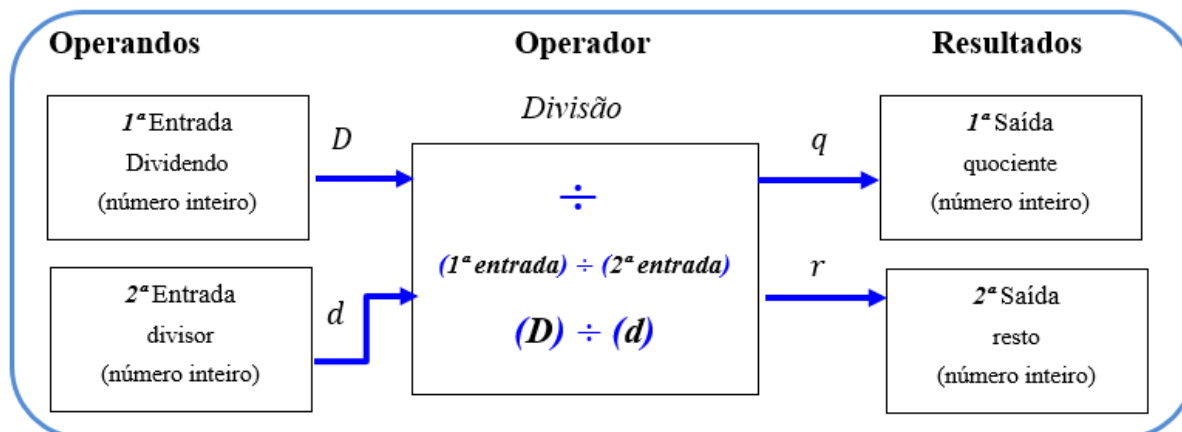 Operandos
Operador
Resultados
1ª Entrada
Dividendo
(número inteiro)
D
2ª Entrada
divisor
(número inteiro)
d
Divisão
÷
(1ª entrada) ÷ (2ª entrada)
(D) ÷ (d)
q
1ª Saída
quociente
(número inteiro)
r
2ª Saída
resto
(número inteiro)